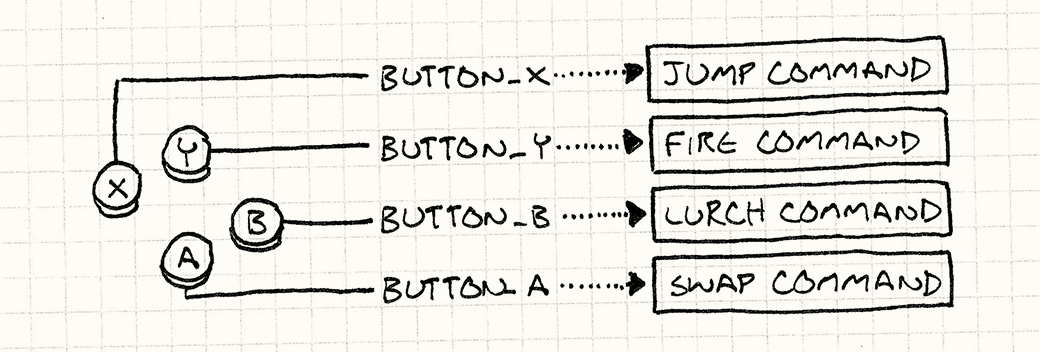 BUTTON_X
JUMP COMMAND
Y
BUTTON_Y
FIRE COMMAND
X
B
BUTTON_B
LURCH COMMAND
A
BUTTON_A
SWAP COMMAND